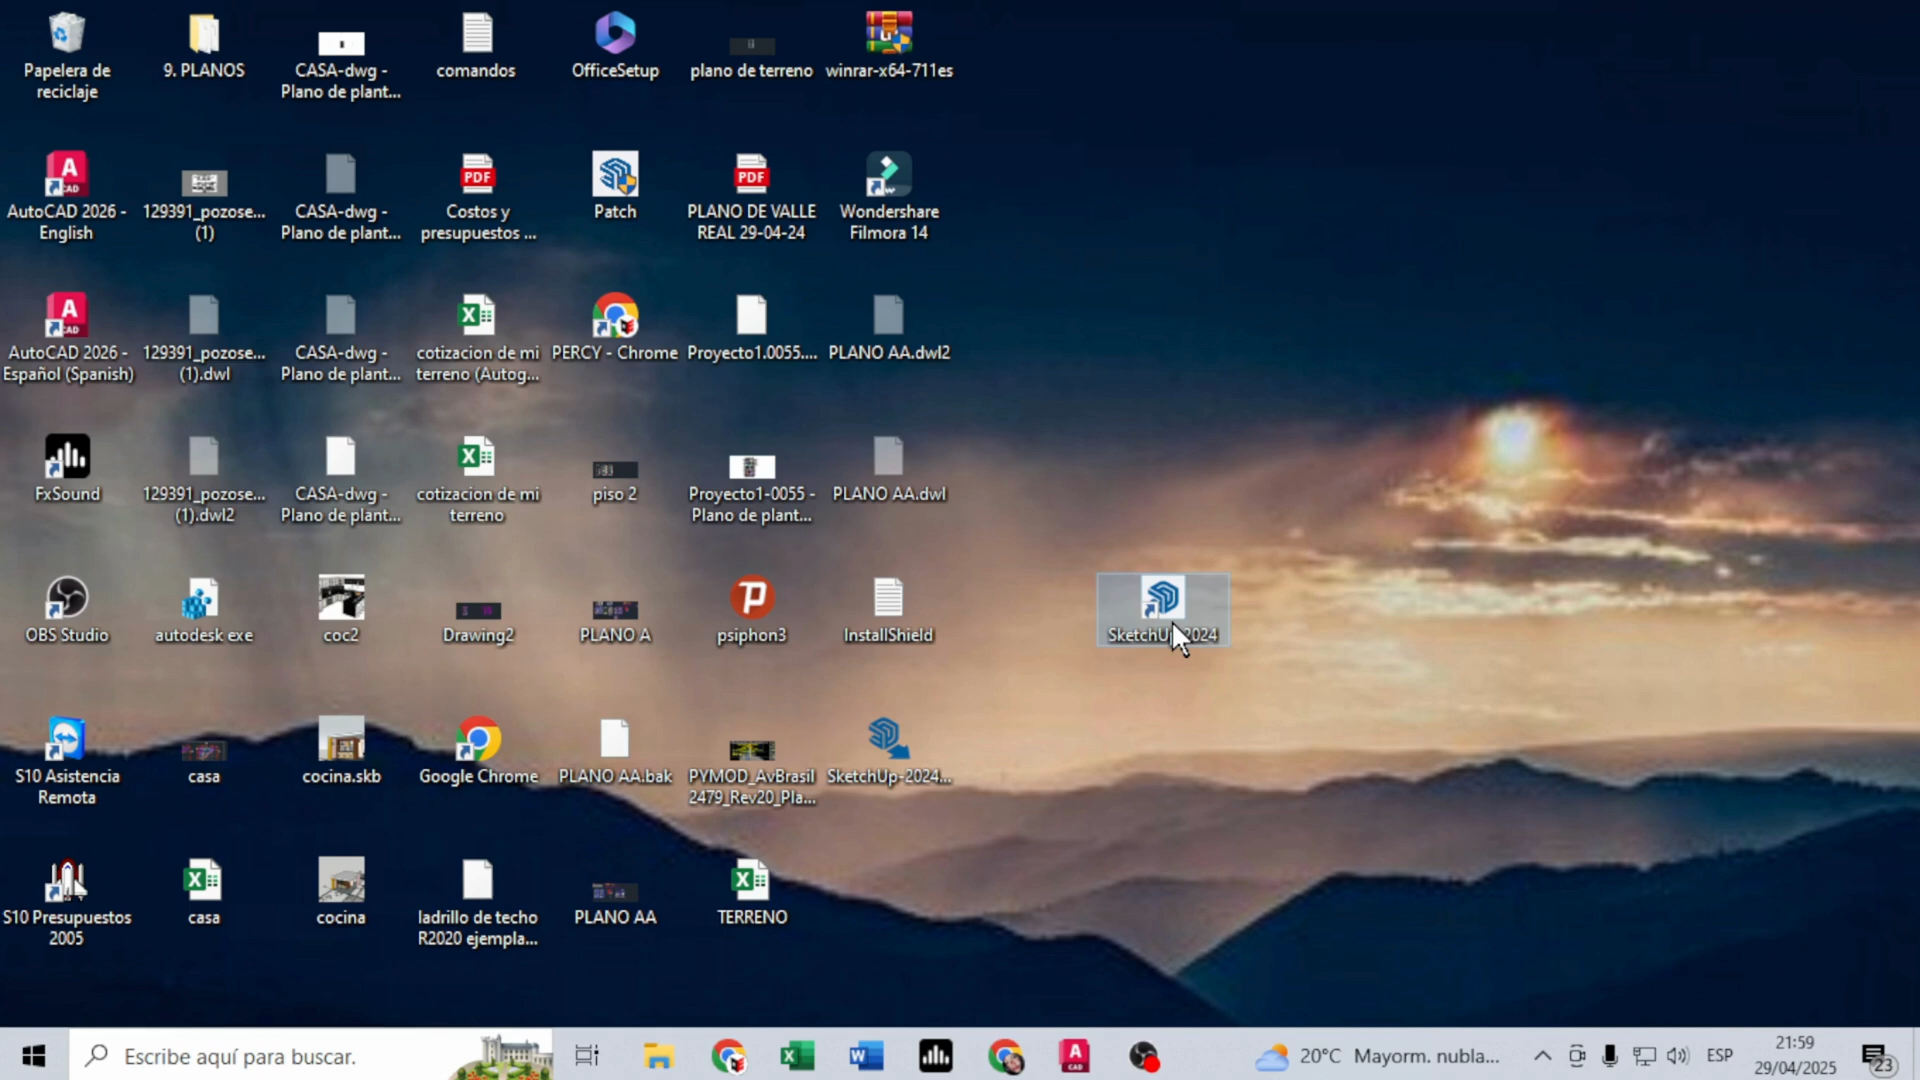 Papelera de
reciclaje
9. PLANOS
CASA-dwg -
Plano de plant...
comandos
OfficeSetup
plano de terreno
winrar-x64-711es
AutoCAD 2026 -
English
129391_pozose...
(1)
CASA-dwg -
Plano de plant...
PDF
Costos y
presupuestos ...
Patch
PDF
PLANO DE VALLE
REAL 29-04-24
Wondershare
Filmora 14
AutoCAD 2026 -
Español (Spanish)
129391_pozose...
(1).dwl
CASA-dwg -
Plano de plant...
cotizacion de mi
terreno (Autog...
PERCY - Chrome
Proyecto1.0055....
PLANO AA.dwl2
FxSound
129391_pozose...
(1).dwl2
CASA-dwg -
Plano de plant...
cotizacion de mi
terreno
piso 2
Proyecto1-0055 -
Plano de plant...
PLANO AA.dwl
OBS Studio
autodesk exe
coc2
Drawing2
PLANO A
psiphon3
InstallShield
SketchUp 2024
S10 Asistencia
Remota
casa
cocina.skb
Google Chrome
PLANO AA.bak
PYMOD_AvBrasil
2479_Rev20_Pla...
SketchUp-2024...
S10 Presupuestos
2005
casa
cocina
ladrillo de techo
R2020 ejempla...
PLANO AA
TERRENO
Escribe aquí para buscar.
20°C Mayorm. nubla...
ESP
21:59
29/04/2025
23